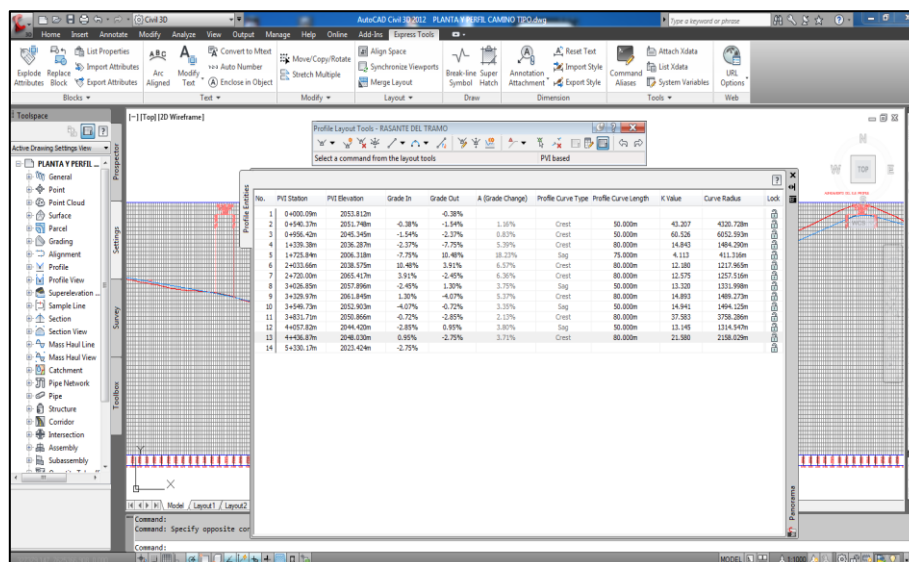 Civil 3D
AutoCAD Civil 3D 2012 PLANTA Y PERFIL CAMINO TIPO.dwg
Type a keyword or phrase
Home Insert Annotate Modify Analyze View Output Manage Help Online Add-Ins Express Tools
Explode Attributes
Replace Block
List Properties
Import Attributes
Export Attributes
Blocks
Arc Aligned
Modify Text
Convert to Mtext
Auto Number
Enclose in Object
Text
Move/Copy/Rotate
Stretch Multiple
Modify
Align Space
Synchronize Viewports
Merge Layout
Layout
Break-line Symbol
Super Hatch
Draw
Annotation Attachment
Reset Text
Import Style
Export Style
Dimension
Command Aliases
Attach Xdata
List Xdata
System Variables
Tools
URL Options
Web
Toolspace
Active Drawing Settings View
PLANTA Y PERFIL ...
General
Point
Point Cloud
Surface
Parcel
Grading
Alignment
Profile
Profile View
Superelevation ...
Sample Line
Section
Section View
Mass Haul Line
Mass Haul View
Catchment
Pipe Network
Pipe
Structure
Corridor
Intersection
Assembly
Subassembly
Prospector
Settings
Survey
Toolbox
[−] [Top] [2D Wireframe]
N
W
TOP
Profile Layout Tools - RASANTE DEL TRAMO
Select a command from the layout tools PVI based
Profile Entities
No. PVI Station PVI Elevation Grade In Grade Out A (Grade Change) Profile Curve Type Profile Curve Length K Value Curve Radius Lock
1 0+000.09m 2053.812m -0.38%
2 0+540.37m 2051.748m -0.38% -1.54% 1.16% Crest 50.000m 43.207 4320.728m
3 0+956.42m 2045.345m -1.54% -2.37% 0.83% Crest 50.000m 60.526 6052.593m
4 1+339.38m 2036.287m -2.37% -7.75% 5.39% Crest 80.000m 14.843 1484.290m
5 1+725.84m 2006.318m -7.75% 10.48% 18.23% Sag 75.000m 4.113 411.316m
6 2+033.66m 2038.575m 10.48% 3.91% 6.57% Crest 80.000m 12.180 1217.965m
7 2+720.00m 2065.417m 3.91% -2.45% 6.36% Crest 80.000m 12.575 1257.516m
8 3+026.85m 2057.896m -2.45% 1.30% 3.75% Sag 50.000m 13.320 1331.998m
9 3+329.97m 2061.845m 1.30% -4.07% 5.37% Crest 80.000m 14.893 1489.273m
10 3+549.73m 2052.903m -4.07% -0.72% 3.35% Sag 50.000m 14.941 1494.125m
11 3+831.71m 2050.866m -0.72% -2.85% 2.13% Crest 80.000m 37.583 3758.286m
12 4+057.82m 2044.420m -2.85% 0.95% 3.80% Sag 50.000m 13.145 1314.547m
13 4+436.87m 2048.030m 0.95% -2.75% 3.71% Crest 80.000m 21.580 2158.029m
14 5+330.17m 2023.424m -2.75%
Panorama
Y
X
Model Layout1 Layout2
Command:
Command: Specify opposite cor
Command:
MODEL
1:1000